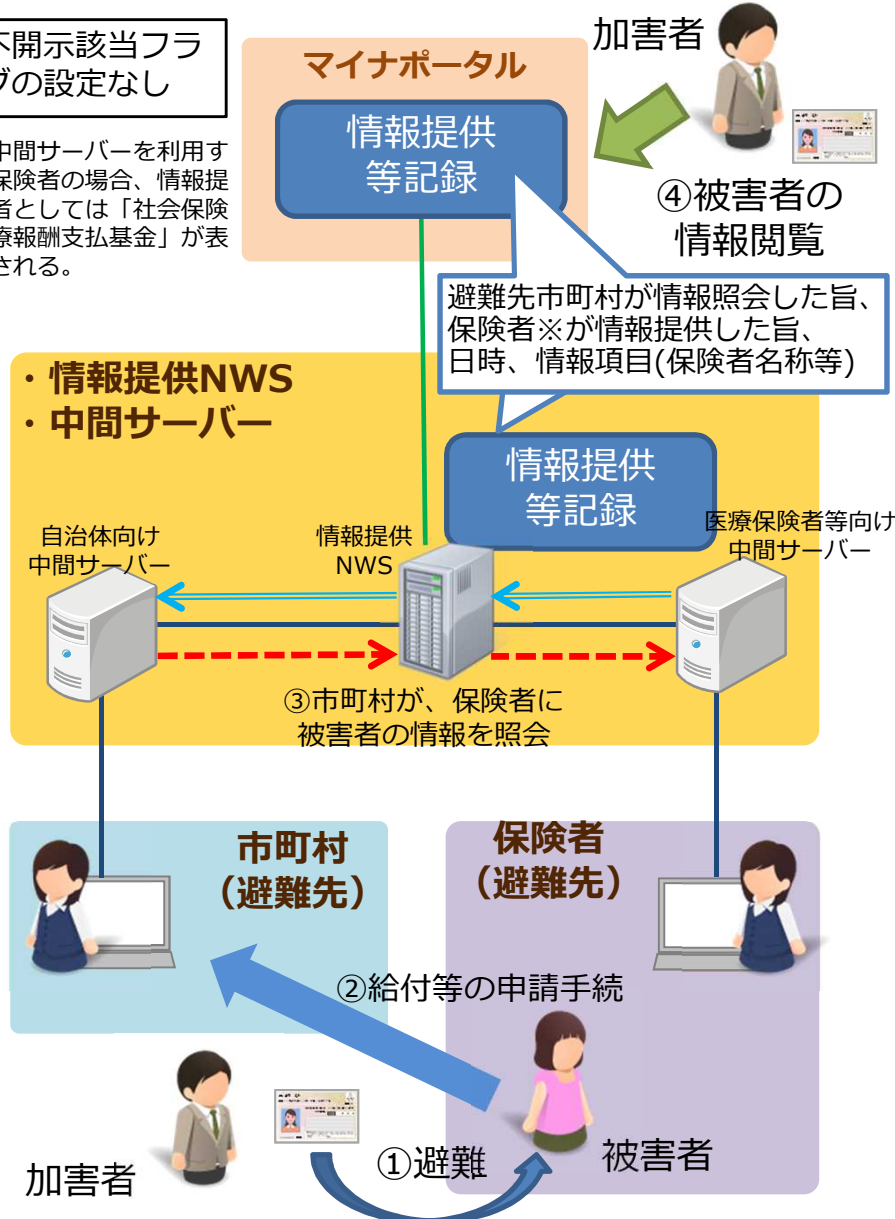 不開示該当フラ
グの設定なし
中間サーバーを利用す
保険者の場合、情報提
者としては「社会保険
療報酬支払基金」が表
される。
マイナポータル
情報提供
等記録
加害者
④被害者の
情報閲覧
避難先市町村が情報照会した旨、
保険者※が情報提供した旨、
日時、情報項目(保険者名称等)
・情報提供NWS
・中間サーバー
情報提供
等記録
自治体向け
中間サーバー
情報提供
NWS
医療保険者等向け
中間サーバー
③市町村が、保険者に
被害者の情報を照会
市町村
（避難先）
保険者
（避難先）
②給付等の申請手続
加害者
①避難
被害者